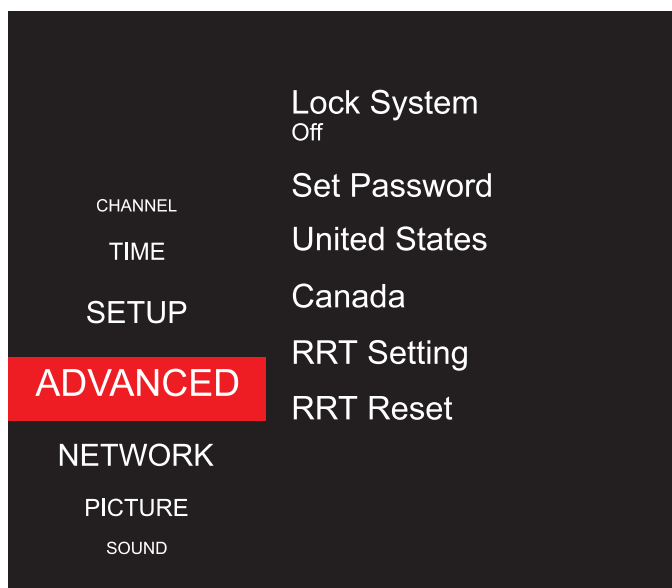 CHANNEL
TIME
SETUP
ADVANCED
NETWORK
PICTURE
SOUND
Lock System
Off
Set Password
United States
Canada
RRT Setting
RRT Reset